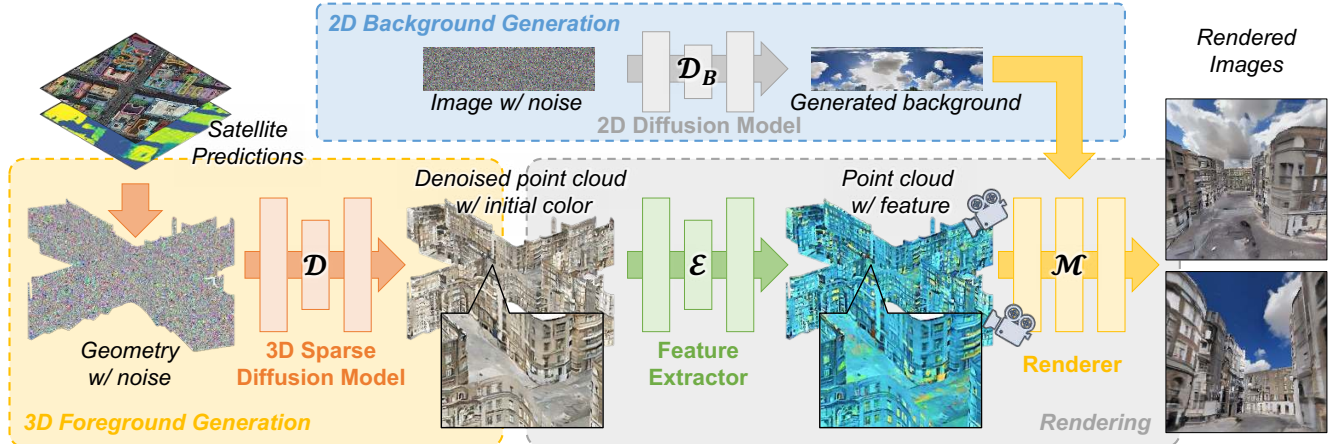 2D Background Generation
Image w/ noise
𝓓_B
2D Diffusion Model
Generated background
Rendered
Images
Satellite
Predictions
Geometry
w/ noise
𝓓
3D Sparse
Diffusion Model
3D Foreground Generation
Denoised point cloud
w/ initial color
𝓔
Feature
Extractor
Point cloud
w/ feature
𝓜
Renderer
Rendering